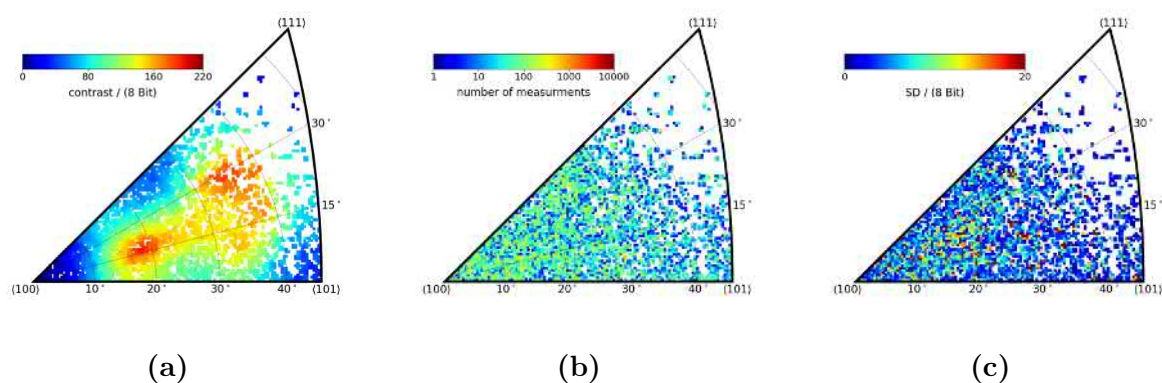 (111)
0 80 160 220
contrast / (8 Bit)
30°
15°
(100) 10° 20° 30° 40° (101)
(a)
(111)
1 10 100 1000 10000
number of measurments
30°
15°
(100) 10° 20° 30° 40° (101)
(b)
(111)
0 20
SD / (8 Bit)
30°
15°
(100) 10° 20° 30° 40° (101)
(c)